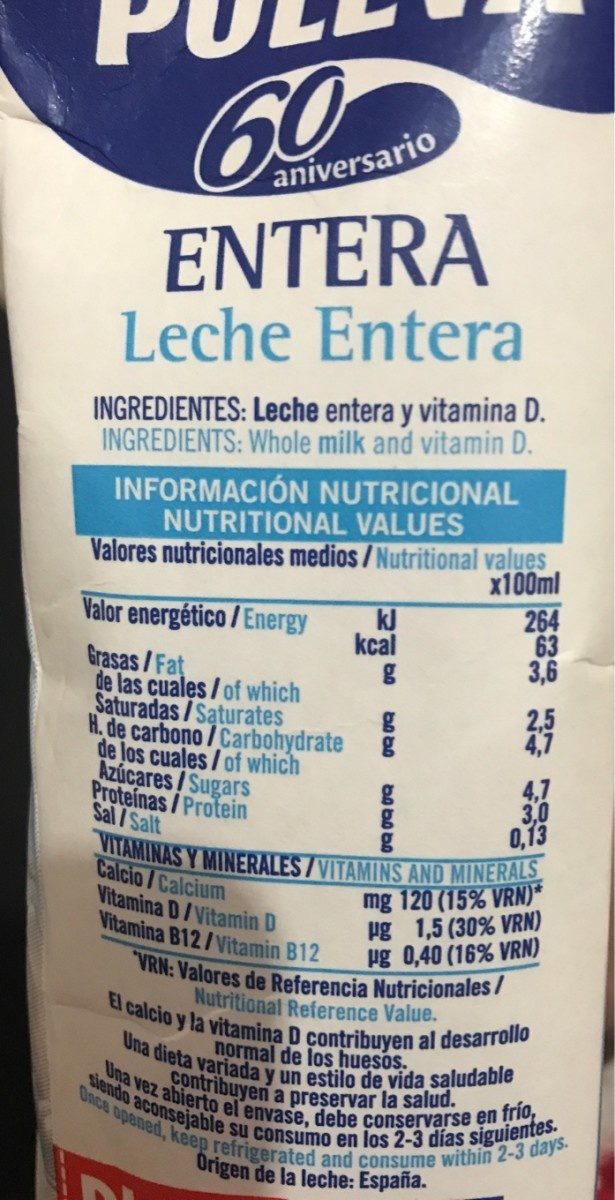 PULEVA
60
aniversario
ENTERA
Leche Entera
INGREDIENTES: Leche entera y vitamina D.
INGREDIENTS: Whole milk and vitamin D.
INFORMACIÓN NUTRICIONAL
NUTRITIONAL VALUES
Valores nutricionales medios / Nutritional values
x100ml
Valor energético / Energy kJ 264
kcal 63
Grasas / Fat g 3,6
de las cuales / of which
Saturadas / Saturates g 2,5
H. de carbono / Carbohydrate g 4,7
de los cuales / of which
Azúcares / Sugars g 4,7
Proteínas / Protein g 3,0
Sal / Salt g 0,13
VITAMINAS Y MINERALES / VITAMINS AND MINERALS
Calcio / Calcium mg 120 (15% VRN)*
Vitamina D / Vitamin D µg 1,5 (30% VRN)
Vitamina B12 / Vitamin B12 µg 0,40 (16% VRN)
*VRN: Valores de Referencia Nutricionales /
Nutritional Reference Value.
El calcio y la vitamina D contribuyen al desarrollo
normal de los huesos.
Una dieta variada y un estilo de vida saludable
contribuyen a preservar la salud.
Una vez abierto el envase, debe conservarse en frío,
siendo aconsejable su consumo en los 2-3 días siguientes.
Once opened, keep refrigerated and consume within 2-3 days.
Origen de la leche: España.